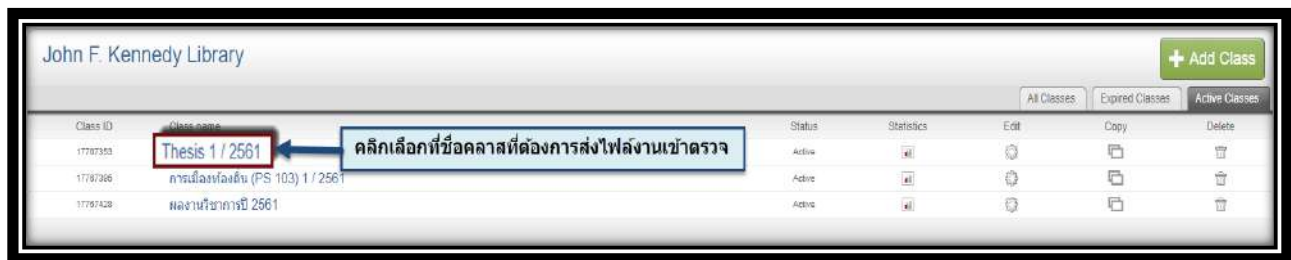 John F. Kennedy Library
+ Add Class
All Classes Expired Classes Active Classes
Class ID Class name Status Statistics Edit Copy Delete
17787353 Thesis 1 / 2561 คลิกเลือกที่ชื่อคลาสที่ต้องการส่งไฟล์งานเข้าตรวจ Active
การเมืองท้องถิ่น (PS 103) 1 / 2561 Active
ผลงานวิชาการปี 2561 Active